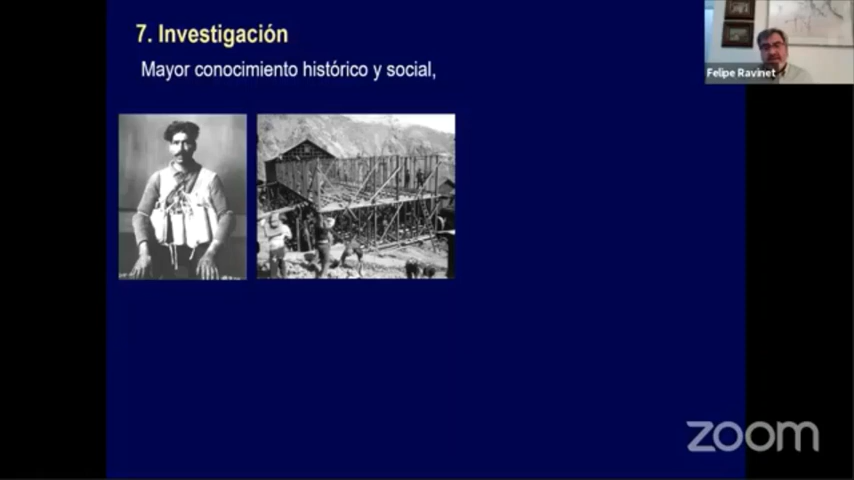 7. Investigación
Mayor conocimiento histórico y social,
Felipe Ravinet
zoom